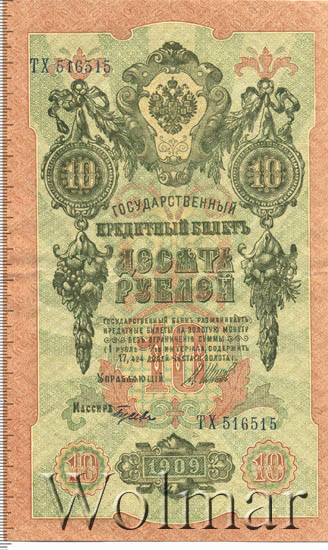 ТХ 516515
10 10
ГОСУДАРСТВЕННЫЙ
КРЕДИТНЫЙ БИЛЕТЪ
ДЕСЯТЬ
РУБЛЕЙ
ГОСУДАРСТВЕННЫЙ БАНКЪ РАЗМѢНИВАЕТЪ
КРЕДИТНЫЕ БИЛЕТЫ НА ЗОЛОТУЮ МОНЕТУ
БЕЗЪ ОГРАНИЧЕНІЯ СУММЫ
(1 РУБЛЬ = 1/15 ИМПЕРІАЛА, СОДЕРЖИТЪ
17,424 ДОЛЕЙ ЧИСТАГО ЗОЛОТА)
УПРАВЛЯЮЩІЙ
10
КАССИРЪ
ТХ 516515
10 1909 10
Wolmar